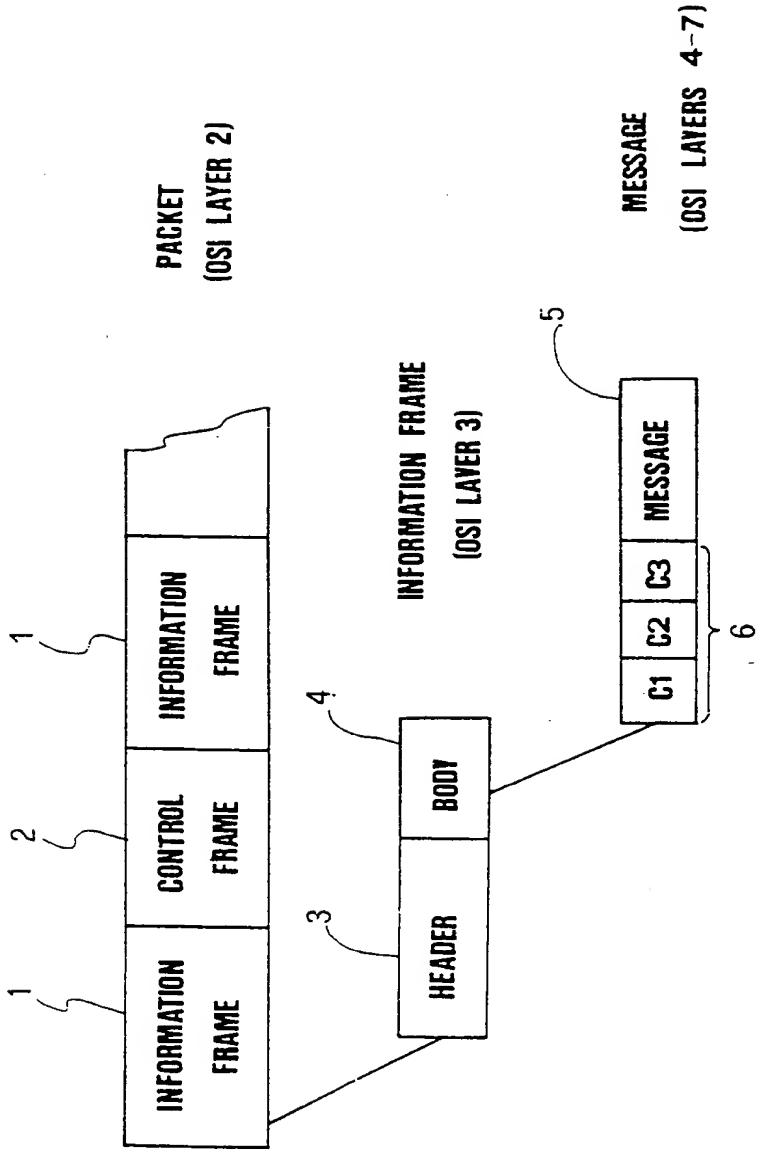 1
2
1
INFORMATION
FRAME
CONTROL
FRAME
INFORMATION
FRAME
PACKET
(OSI LAYER 2)
3
4
HEADER
BODY
INFORMATION FRAME
(OSI LAYER 3)
5
C1
C2
C3
MESSAGE
6
MESSAGE
(OSI LAYERS 4-7)